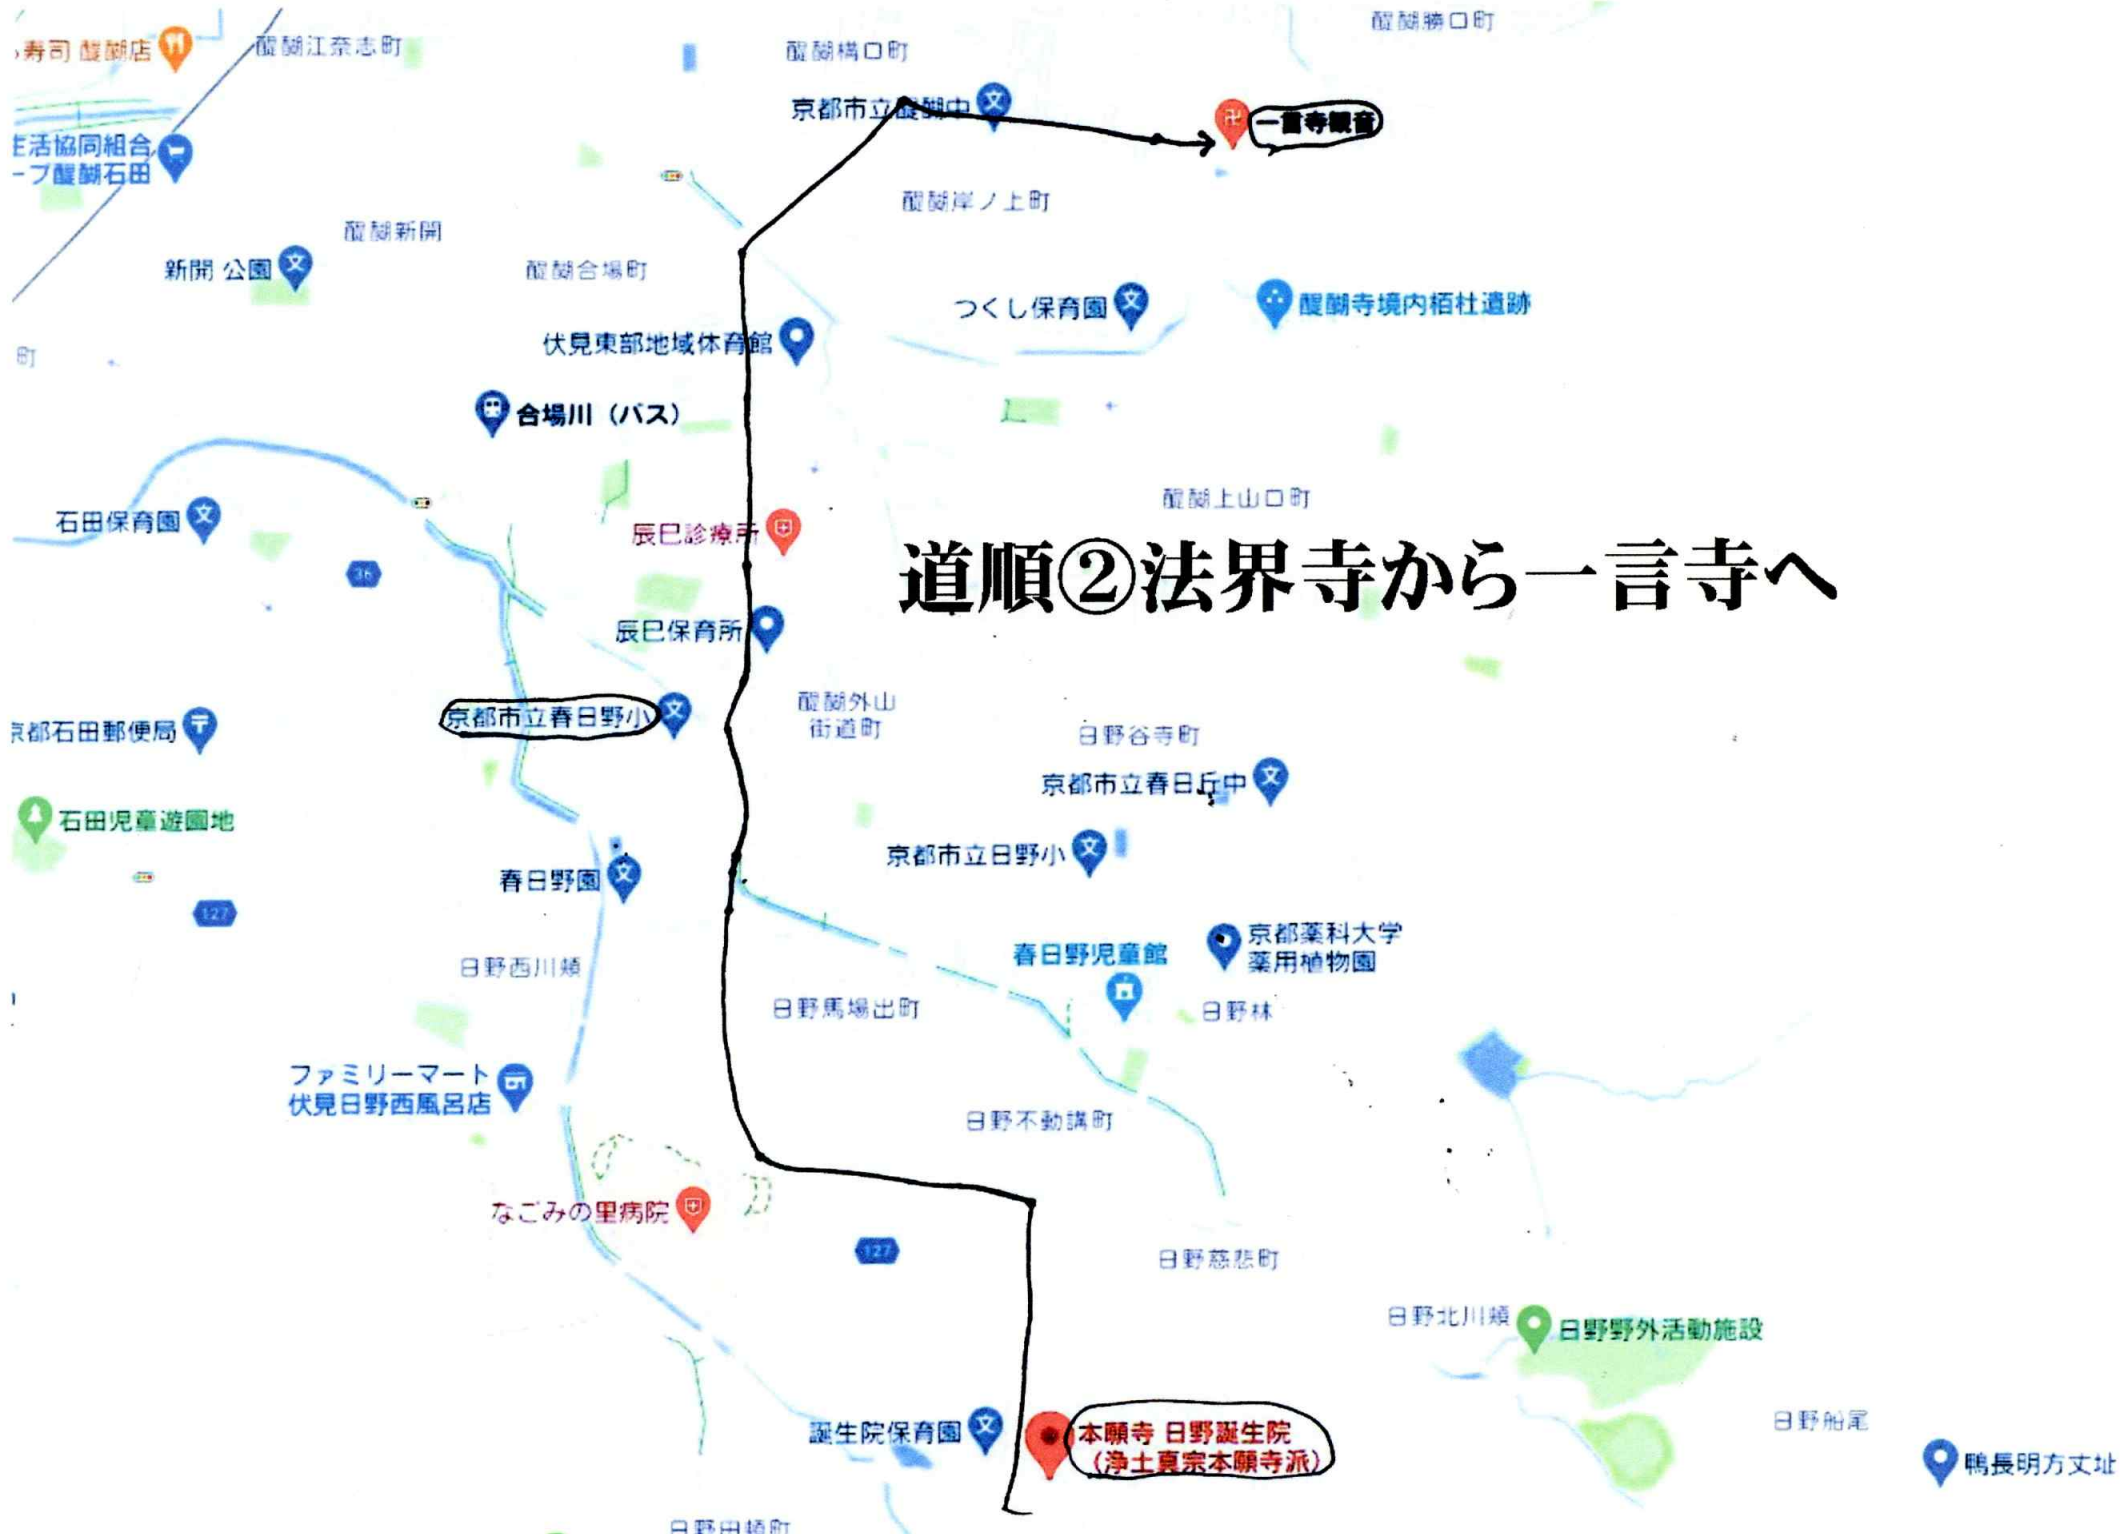 醍醐勝口町
寿司 醍醐店
醍醐江奈志町
醍醐構口町
京都市立醍醐中
一言寺観音
生活協同組合
ープ醍醐石田
醍醐岸ノ上町
醍醐新開
新開 公園
醍醐合場町
つくし保育園
醍醐寺境内栢杜遺跡
伏見東部地域体育館
町
合場川（バス）
醍醐上山口町
石田保育園
辰巳診療所
36
道順②法界寺から一言寺へ
辰巳保育所
京都市立春日野小
醍醐外山
街道町
京都石田郵便局
日野谷寺町
京都市立春日丘中
石田児童遊園地
京都市立日野小
春日野園
127
春日野児童館
京都薬科大学
薬用植物園
日野西川頬
日野馬場出町
日野林
ファミリーマート
伏見日野西風呂店
日野不動講町
なごみの里病院
127
日野慈悲町
日野北川頬
日野野外活動施設
誕生院保育園
本願寺 日野誕生院
（浄土真宗本願寺派）
日野船尾
鴨長明方丈址
日野田頬町